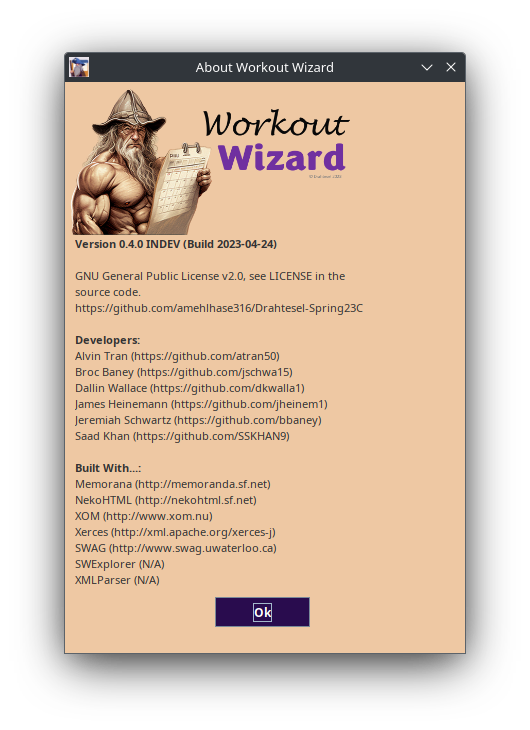 About Workout Wizard
Workout
Wizard
Version 0.4.0 INDEV (Build 2023-04-24)
GNU General Public License v2.0, see LICENSE in the
source code.
https://github.com/amehlhase316/Drahtesel-Spring23C
Developers:
Alvin Tran (https://github.com/atran50)
Broc Baney (https://github.com/jschwa15)
Dallin Wallace (https://github.com/dkwalla1)
James Heinemann (https://github.com/jheinem1)
Jeremiah Schwartz (https://github.com/bbaney)
Saad Khan (https://github.com/SSKHAN9)
Built With...:
Memorana (http://memoranda.sf.net)
NekoHTML (http://nekohtml.sf.net)
XOM (http://www.xom.nu)
Xerces (http://xml.apache.org/xerces-j)
SWAG (http://www.swag.uwaterloo.ca)
SWExplorer (N/A)
XMLParser (N/A)
Ok